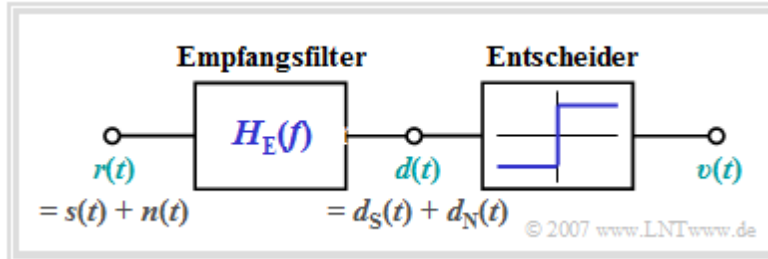 Empfangsfilter
Entscheider
H_E(f)
r(t)
d(t)
v(t)
= s(t) + n(t)
= d_S(t) + d_N(t)
© 2007 www.LNTwww.de